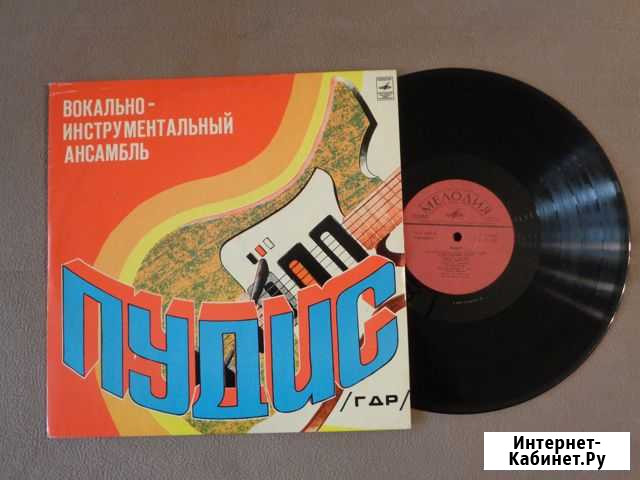 ВОКАЛЬНО-
ИНСТРУМЕНТАЛЬНЫЙ
АНСАМБЛЬ
ПУДИС
/ГДР/
МЕЛОДИЯ
Интернет-
Кабинет.Ру